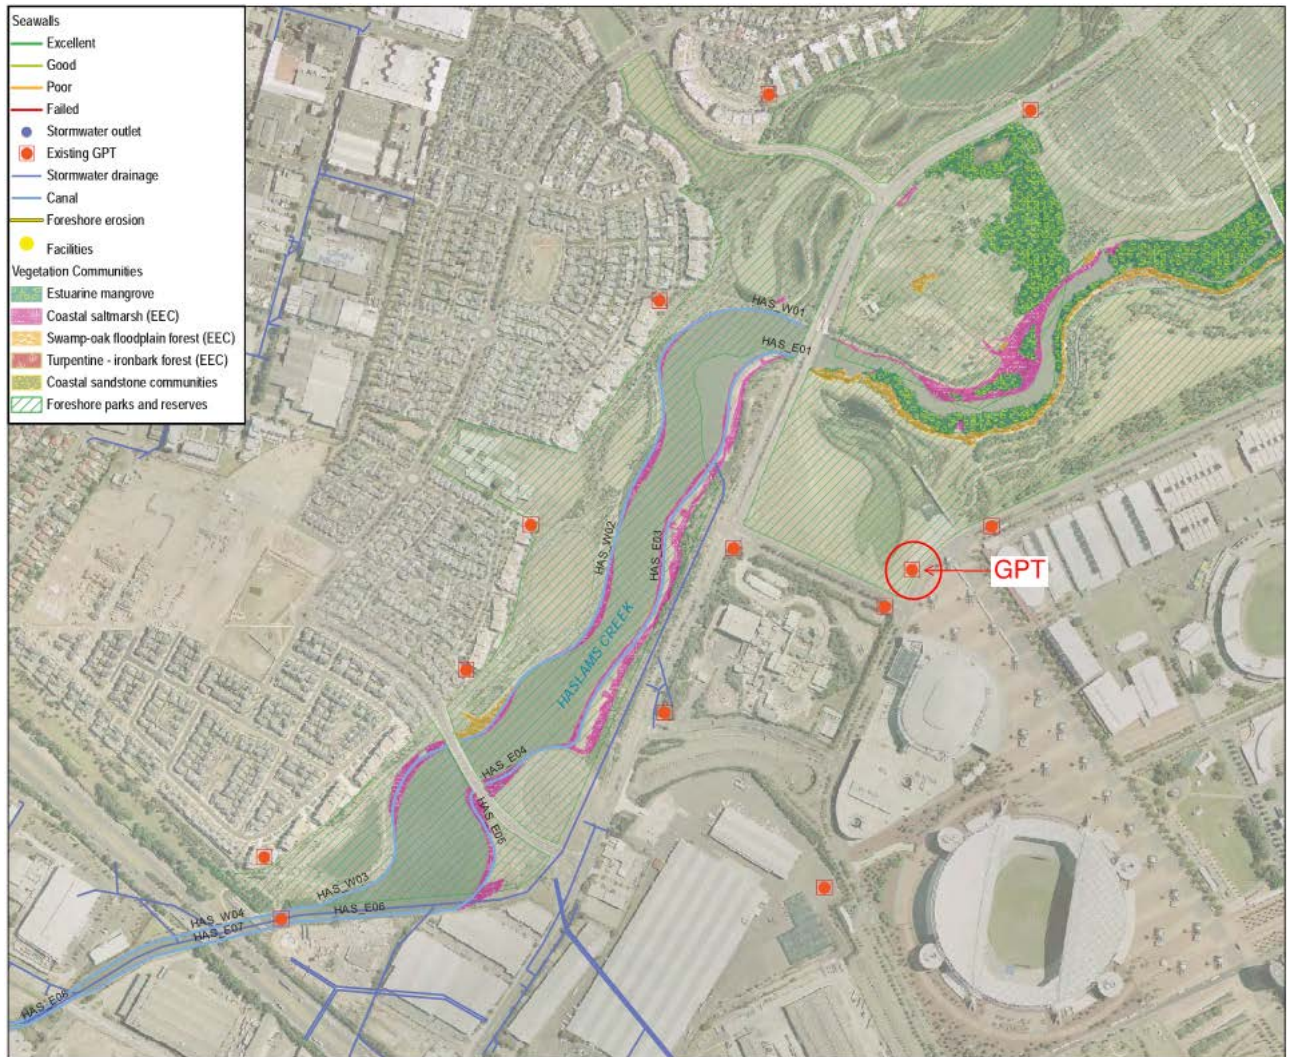 Seawalls
Excellent
Good
Poor
Failed
Stormwater outlet
Existing GPT
Stormwater drainage
Canal
Foreshore erosion
Facilities
Vegetation Communities
Estuarine mangrove
Coastal saltmarsh (EEC)
Swamp-oak floodplain forest (EEC)
Turpentine - ironbark forest (EEC)
Coastal sandstone communities
Foreshore parks and reserves
HAS_W01
HAS_E01
HAS_W02
HAS_E03
GPT
HASLAMS CREEK
HAS_E04
HAS_E05
HAS_W03
HAS_E06
HAS_W04
HAS_E07
HAS_E08